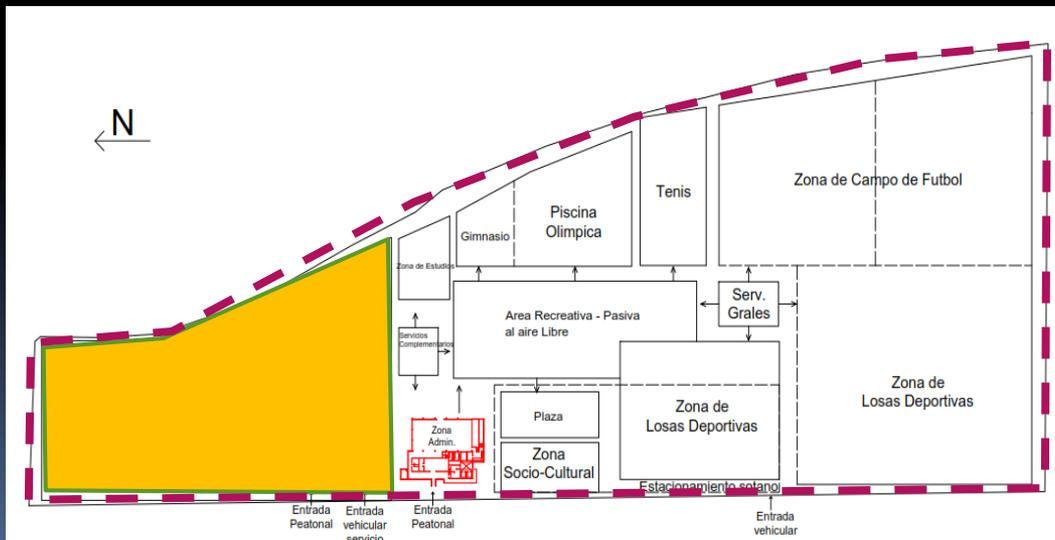 N
Zona de Campo de Futbol
Tenis
Piscina
Olimpica
Gimnasio
Zona de Estudios
Serv.
Grales
Area Recreativa - Pasiva
al aire Libre
Servicios
Complementarios
Zona de
Losas Deportivas
Zona de
Losas Deportivas
Plaza
Zona
Admin.
Zona
Socio-Cultural
Estacionamiento sotano
Entrada
Peatonal
Entrada
vehicular
servicio
Entrada
Peatonal
Entrada
vehicular